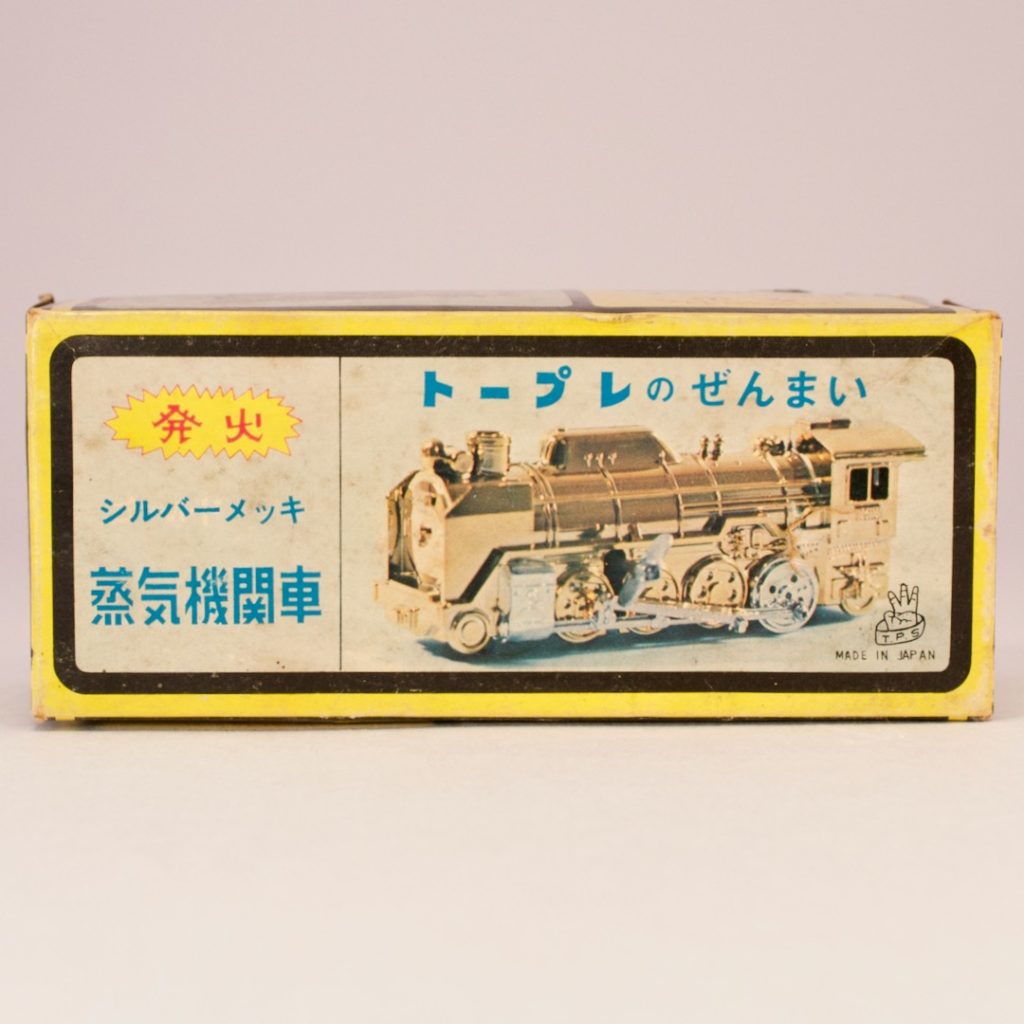 発火
シルバーメッキ
蒸気機関車
トープレのぜんまい
T.P.S
MADE IN JAPAN